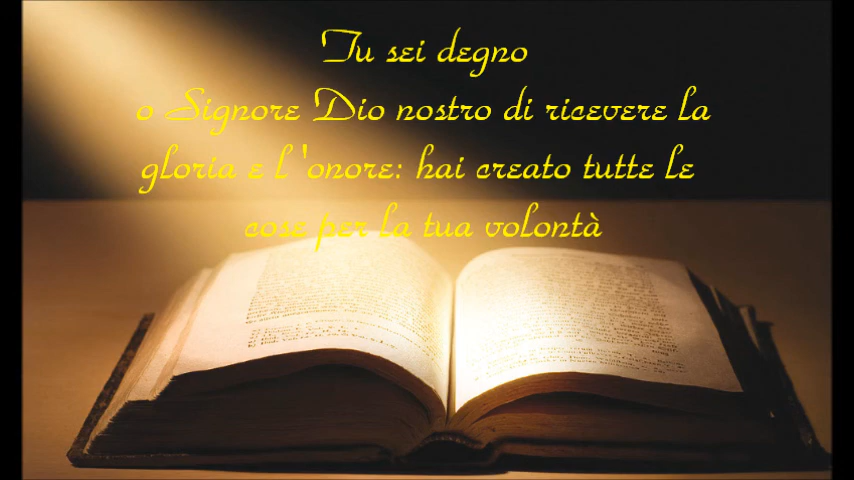 Tu sei degno
o Signore Dio nostro di ricevere la
gloria e l 'onore: hai creato tutte le
cose per la tua volontà